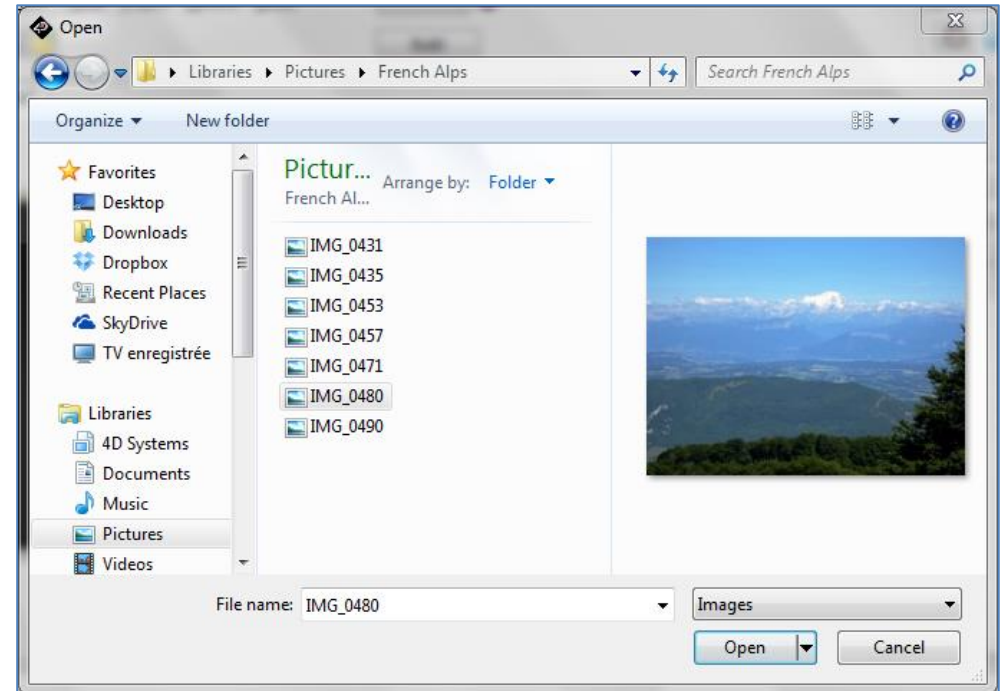 Open
Libraries ▸ Pictures ▸ French Alps
Search French Alps
Organize ▾ New folder
Favorites
Desktop
Downloads
Dropbox
Recent Places
SkyDrive
TV enregistrée
Libraries
4D Systems
Documents
Music
Pictures
Videos
Pictur...
French Al...
Arrange by: Folder ▾
IMG_0431
IMG_0435
IMG_0453
IMG_0457
IMG_0471
IMG_0480
IMG_0490
File name: IMG_0480
Images
Open
Cancel